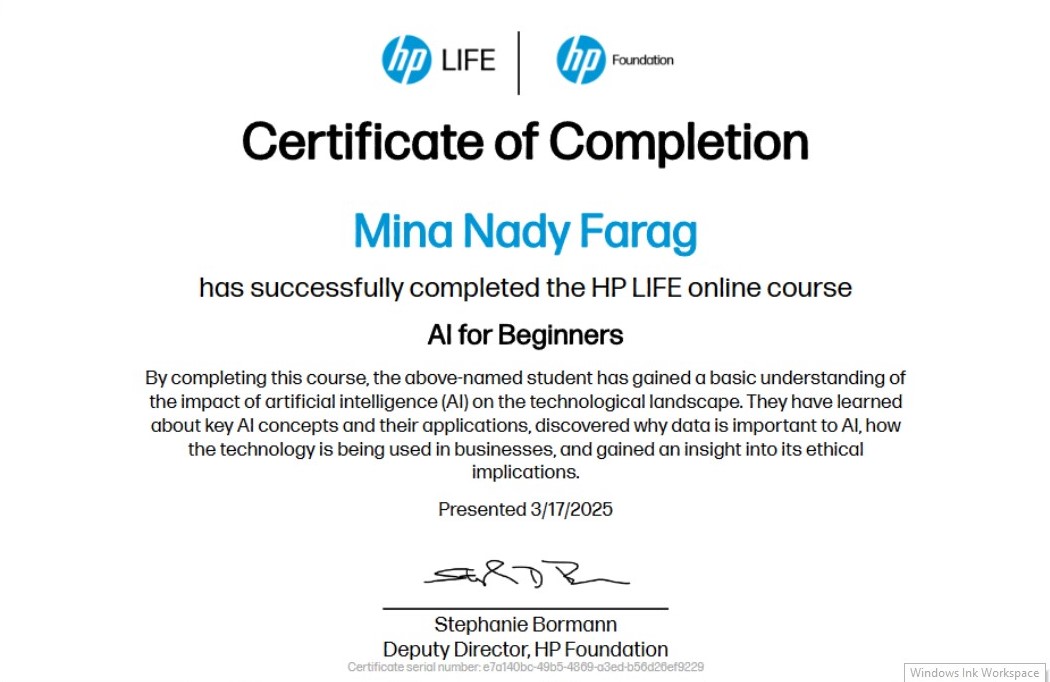 hp LIFE hp Foundation
Certificate of Completion
Mina Nady Farag
has successfully completed the HP LIFE online course
AI for Beginners
By completing this course, the above-named student has gained a basic understanding of
the impact of artificial intelligence (AI) on the technological landscape. They have learned
about key AI concepts and their applications, discovered why data is important to AI, how
the technology is being used in businesses, and gained an insight into its ethical
implications.
Presented 3/17/2025
Stephanie Bormann
Deputy Director, HP Foundation
Certificate serial number: e7a140bc-49b5-4869-a3ed-b56d26ef9229
Windows Ink Workspace